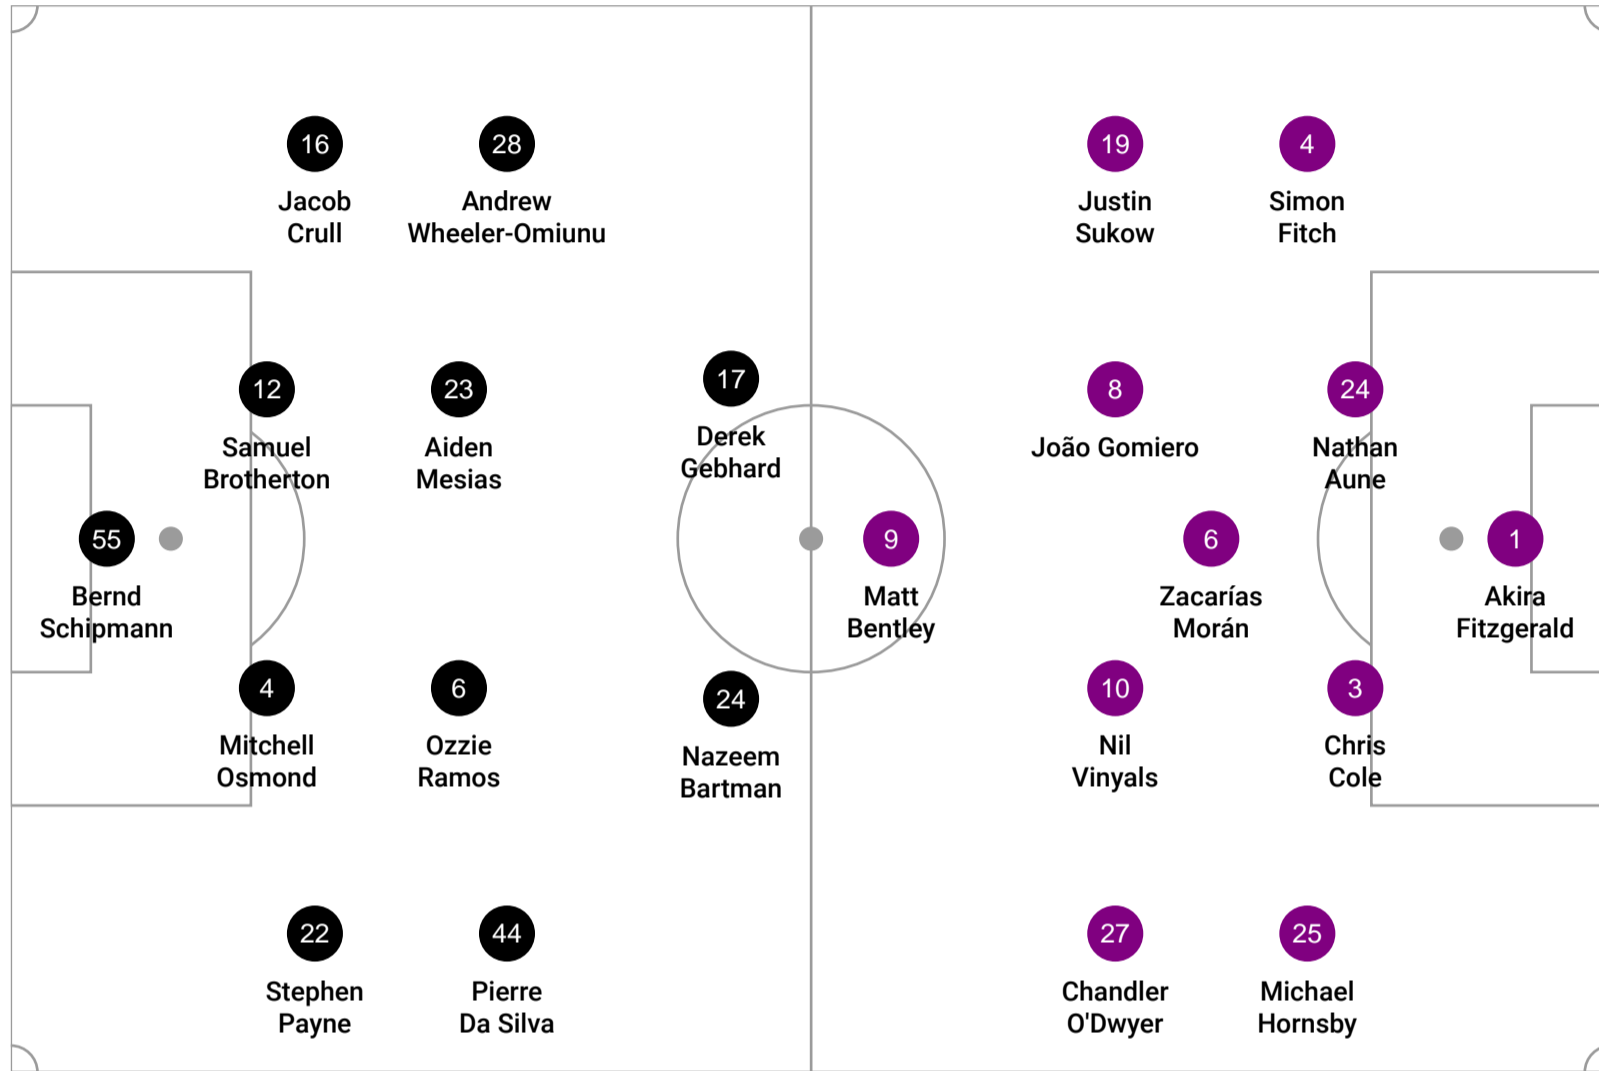 16
Jacob
Crull
28
Andrew
Wheeler-Omiunu
19
Justin
Sukow
4
Simon
Fitch
12
Samuel
Brotherton
23
Aiden
Mesias
17
Derek
Gebhard
8
João Gomiero
24
Nathan
Aune
55
Bernd
Schipmann
9
Matt
Bentley
6
Zacarías
Morán
1
Akira
Fitzgerald
4
Mitchell
Osmond
6
Ozzie
Ramos
24
Nazeem
Bartman
10
Nil
Vinyals
3
Chris
Cole
22
Stephen
Payne
44
Pierre
Da Silva
27
Chandler
O'Dwyer
25
Michael
Hornsby